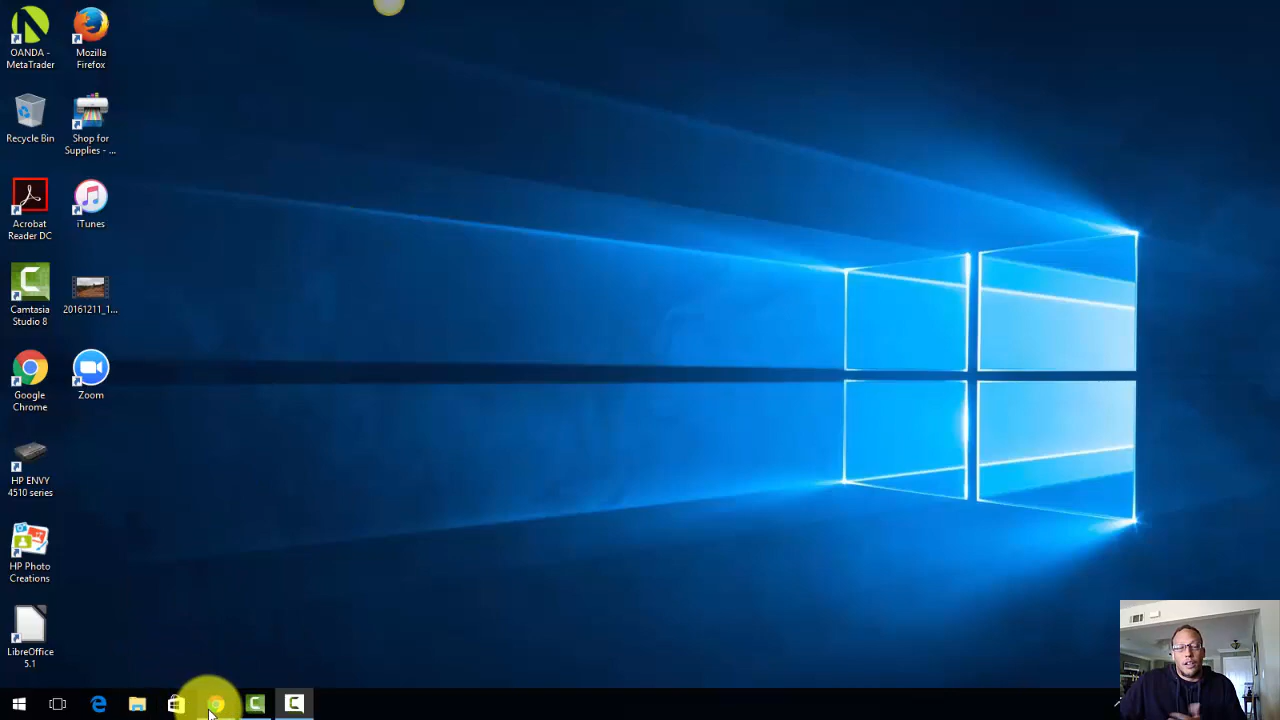 OANDA -
MetaTrader
Mozilla
Firefox
Recycle Bin
Shop for
Supplies - ...
Acrobat
Reader DC
iTunes
Camtasia
Studio 8
20161211_1...
Google
Chrome
Zoom
HP ENVY
4510 series
HP Photo
Creations
LibreOffice
5.1